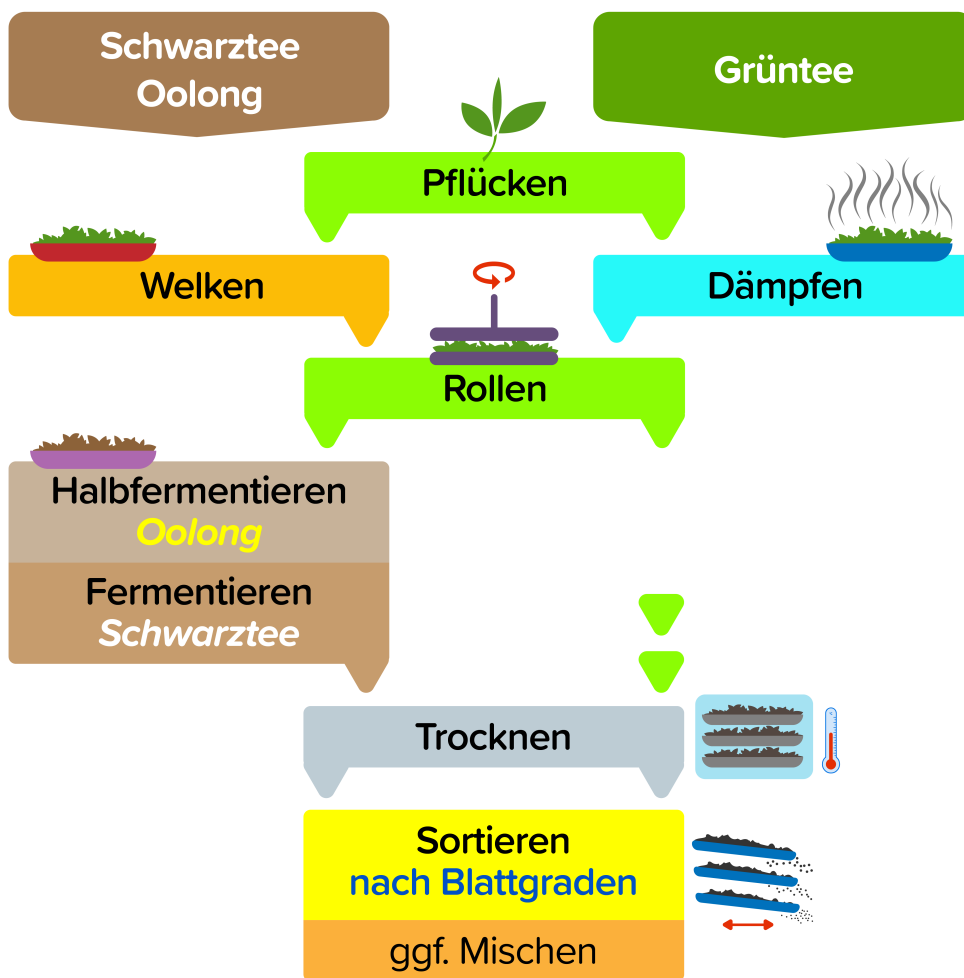 Schwarztee
Oolong
Grüntee
Pflücken
Welken
Dämpfen
Rollen
Halbfermentieren
Oolong
Fermentieren
Schwarztee
Trocknen
Sortieren
nach Blattgraden
ggf. Mischen